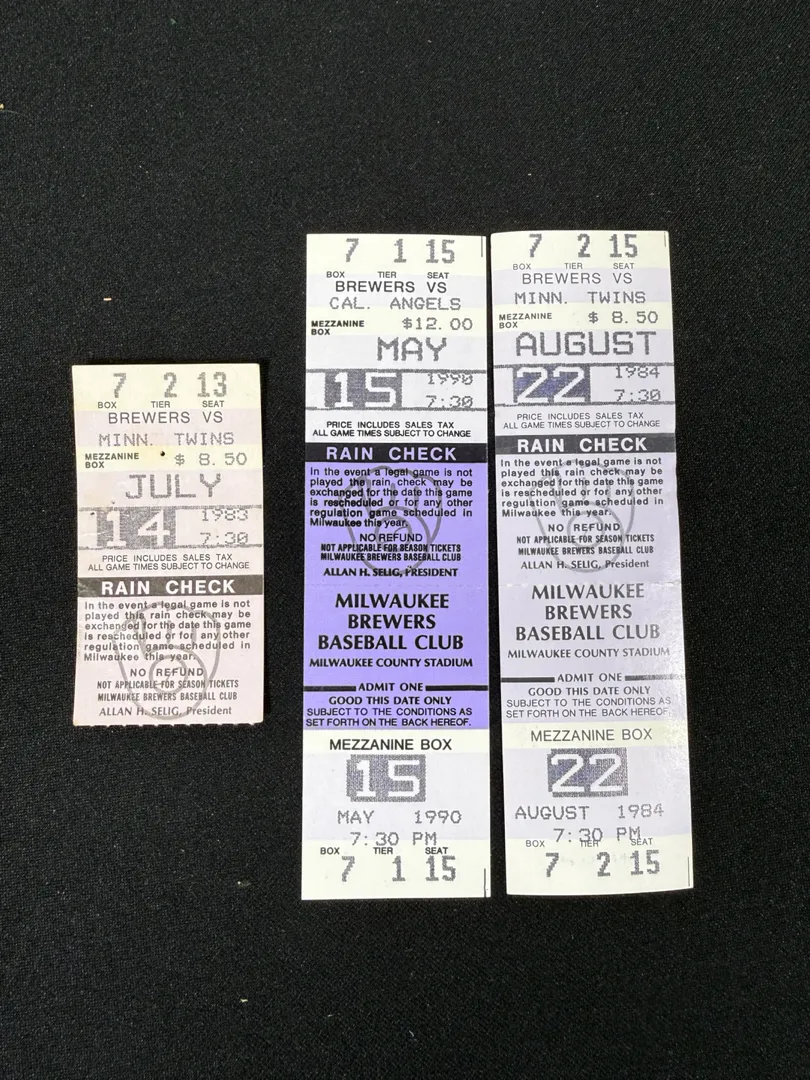 7 2 13
BOX TIER SEAT
BREWERS VS
MINN. TWINS
MEZZANINE BOX $ 8.50
JULY
14 1983
7:30
PRICE INCLUDES SALES TAX
ALL GAME TIMES SUBJECT TO CHANGE
RAIN CHECK
In the event a legal game is not
played this rain check may be
exchanged for the date this game
is rescheduled or for any other
regulation game scheduled in
Milwaukee this year.
NO REFUND
NOT APPLICABLE FOR SEASON TICKETS
MILWAUKEE BREWERS BASEBALL CLUB
ALLAN H. SELIG, President
7 1 15
BOX TIER SEAT
BREWERS VS
CAL. ANGELS
MEZZANINE BOX $12.00
MAY
15 1990
7:30
PRICE INCLUDES SALES TAX
ALL GAME TIMES SUBJECT TO CHANGE
RAIN CHECK
In the event a legal game is not
played the rain check may be
exchanged for the date this game
is rescheduled or for any other
regulation game scheduled in
Milwaukee this year.
NO REFUND
NOT APPLICABLE FOR SEASON TICKETS
MILWAUKEE BREWERS BASEBALL CLUB
ALLAN H. SELIG, PRESIDENT
MILWAUKEE
BREWERS
BASEBALL CLUB
MILWAUKEE COUNTY STADIUM
ADMIT ONE
GOOD THIS DATE ONLY
SUBJECT TO THE CONDITIONS AS
SET FORTH ON THE BACK HEREOF.
MEZZANINE BOX
15
MAY 1990
7:30 PM
BOX TIER SEAT
7 1 15
7 2 15
BOX TIER SEAT
BREWERS VS
MINN. TWINS
MEZZANINE BOX $ 8.50
AUGUST
22 1984
7:30
PRICE INCLUDES SALES TAX
ALL GAME TIMES SUBJECT TO CHANGE
RAIN CHECK
In the event a legal game is not
played this rain check may be
exchanged for the date this game
is rescheduled or for any other
regulation game scheduled in
Milwaukee this year.
NO REFUND
NOT APPLICABLE FOR SEASON TICKETS
MILWAUKEE BREWERS BASEBALL CLUB
ALLAN H. SELIG, President
MILWAUKEE
BREWERS
BASEBALL CLUB
MILWAUKEE COUNTY STADIUM
ADMIT ONE
GOOD THIS DATE ONLY
SUBJECT TO THE CONDITIONS AS
SET FORTH ON THE BACK HEREOF.
MEZZANINE BOX
22
AUGUST 1984
7:30 PM
BOX TIER SEAT
7 2 15